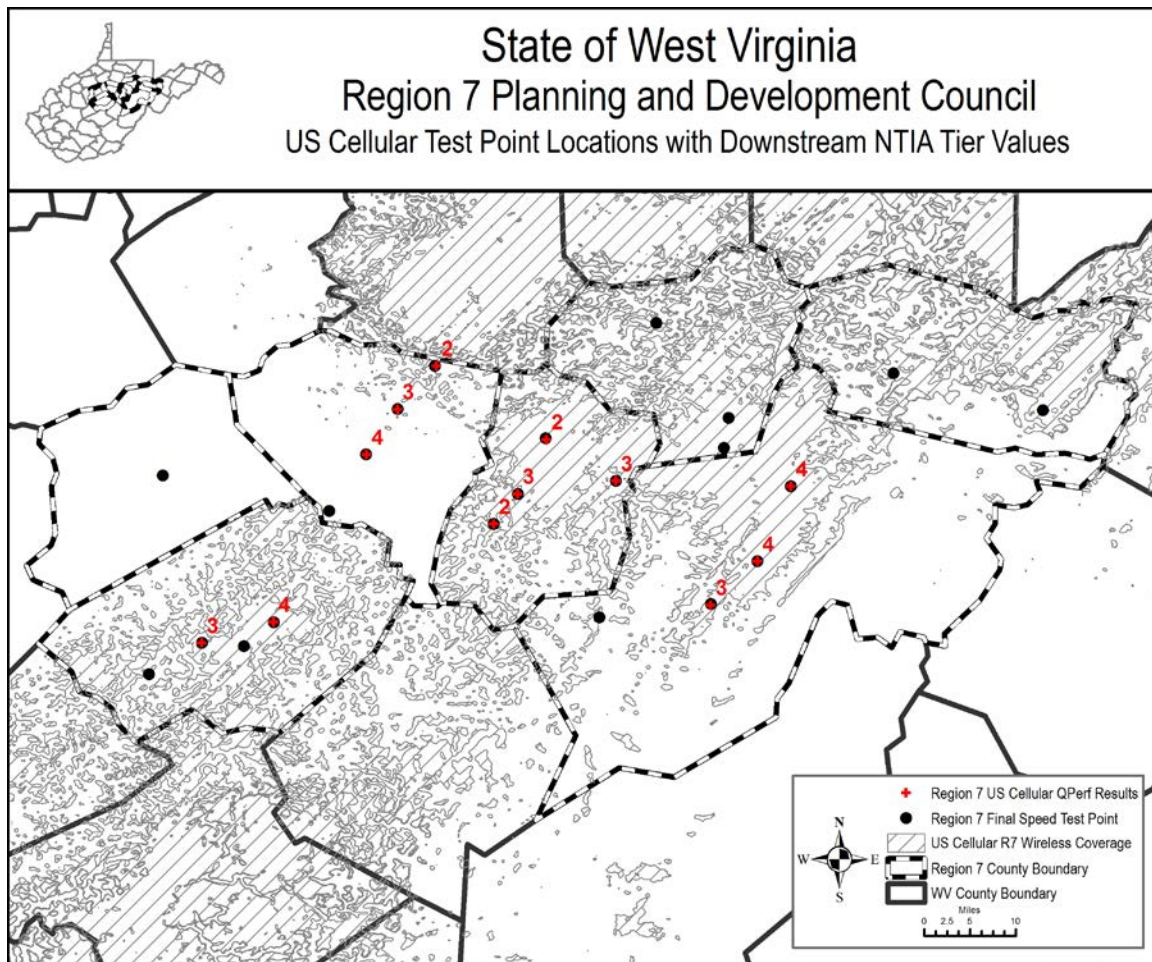 State of West Virginia
Region 7 Planning and Development Council
US Cellular Test Point Locations with Downstream NTIA Tier Values
2
3
4
2
3
3
2
4
4
3
4
3
Region 7 US Cellular QPerf Results
Region 7 Final Speed Test Point
US Cellular R7 Wireless Coverage
Region 7 County Boundary
WV County Boundary
N
W E
S
Miles
0 2.5 5 10